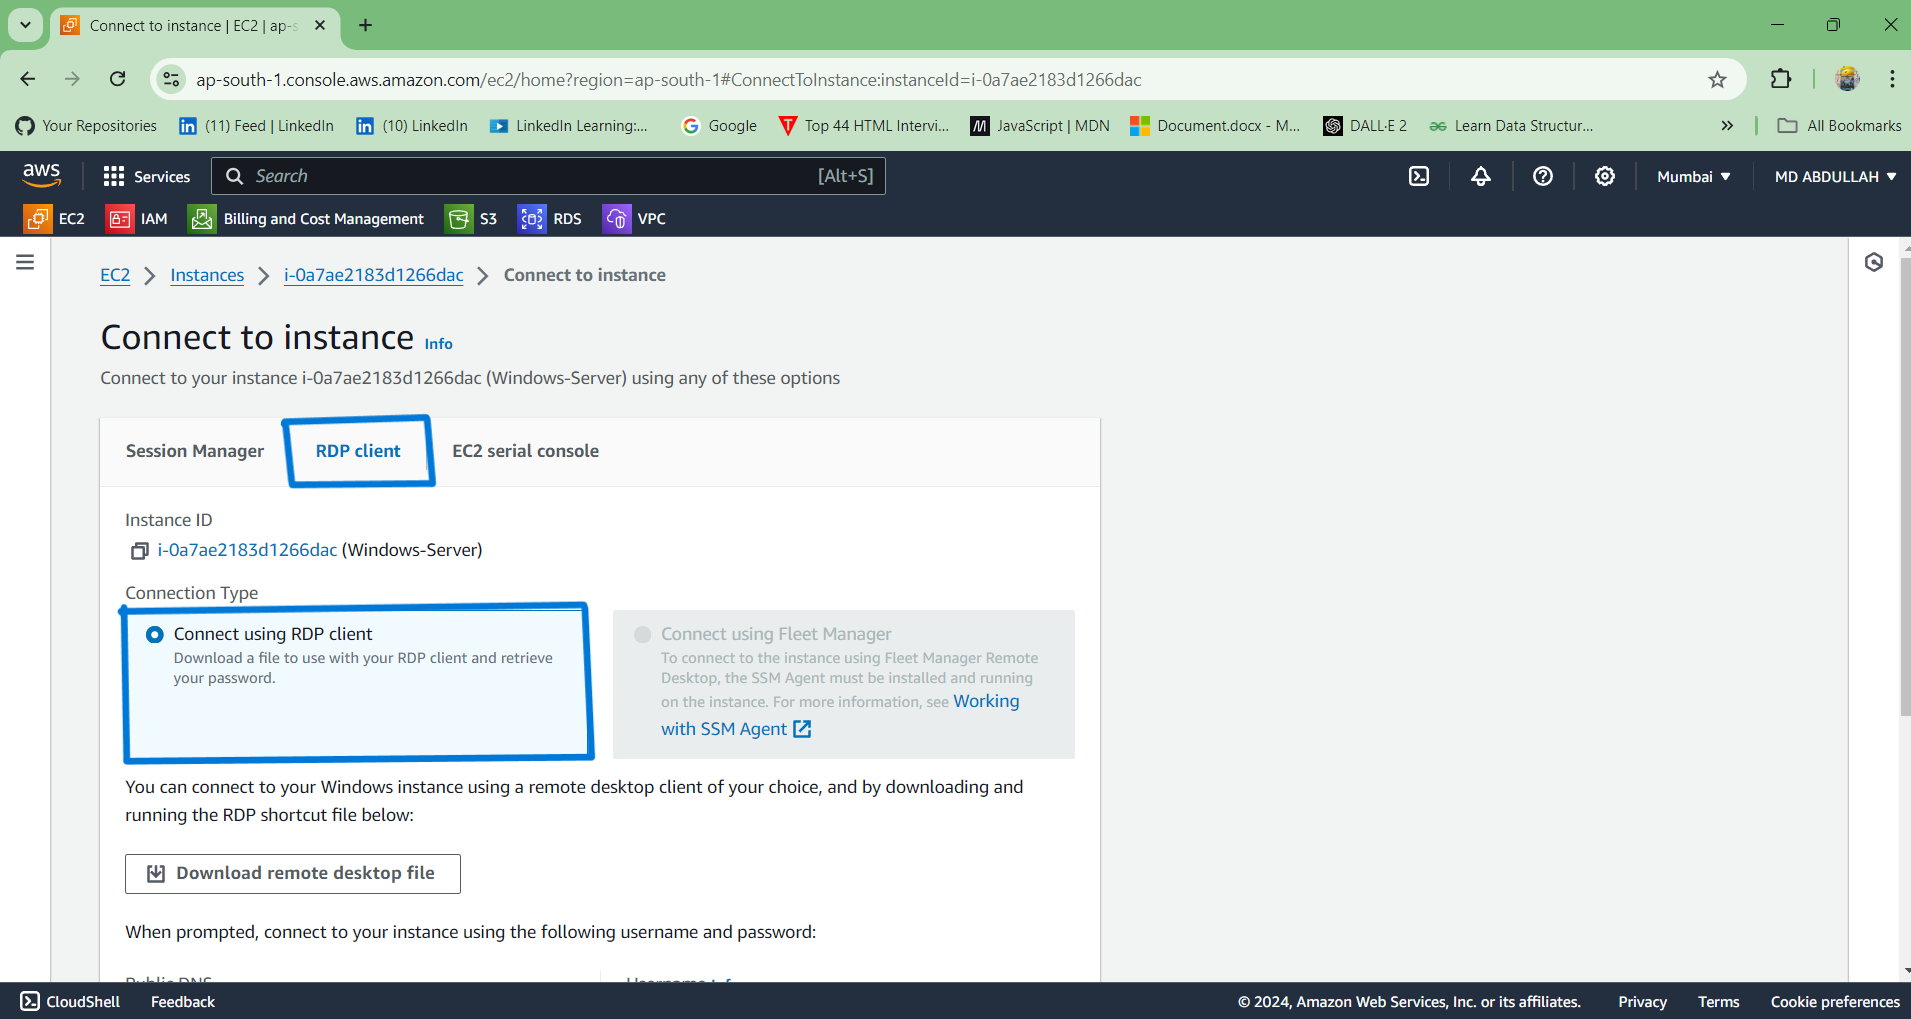 Connect to instance | EC2 | ap-s
ap-south-1.console.aws.amazon.com/ec2/home?region=ap-south-1#ConnectToInstance:instanceId=i-0a7ae2183d1266dac
Your Repositories (11) Feed | LinkedIn (10) LinkedIn LinkedIn Learning:... Google Top 44 HTML Intervi... JavaScript | MDN Document.docx - M... DALL·E 2 Learn Data Structur... All Bookmarks
aws Services Search [Alt+S] Mumbai MD ABDULLAH
EC2 IAM Billing and Cost Management S3 RDS VPC
EC2 Instances i-0a7ae2183d1266dac Connect to instance
Connect to instance Info
Connect to your instance i-0a7ae2183d1266dac (Windows-Server) using any of these options
Session Manager RDP client EC2 serial console
Instance ID
i-0a7ae2183d1266dac (Windows-Server)
Connection Type
Connect using RDP client
Download a file to use with your RDP client and retrieve
your password.
Connect using Fleet Manager
To connect to the instance using Fleet Manager Remote
Desktop, the SSM Agent must be installed and running
on the instance. For more information, see Working
with SSM Agent
You can connect to your Windows instance using a remote desktop client of your choice, and by downloading and
running the RDP shortcut file below:
Download remote desktop file
When prompted, connect to your instance using the following username and password:
Public DNS Username Info
CloudShell Feedback © 2024, Amazon Web Services, Inc. or its affiliates. Privacy Terms Cookie preferences